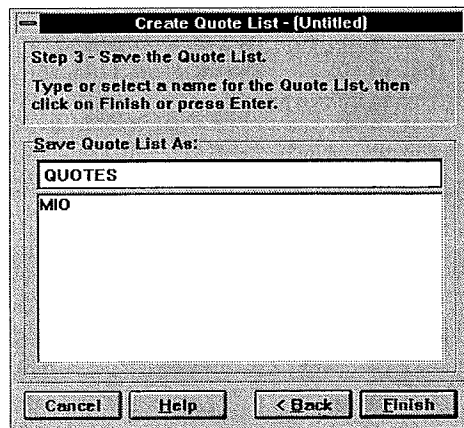 Create Quote List - (Untitled)
Step 3 - Save the Quote List.
Type or select a name for the Quote List, then
click on Finish or press Enter.
Save Quote List As:
QUOTES
MIO
Cancel Help < Back Finish